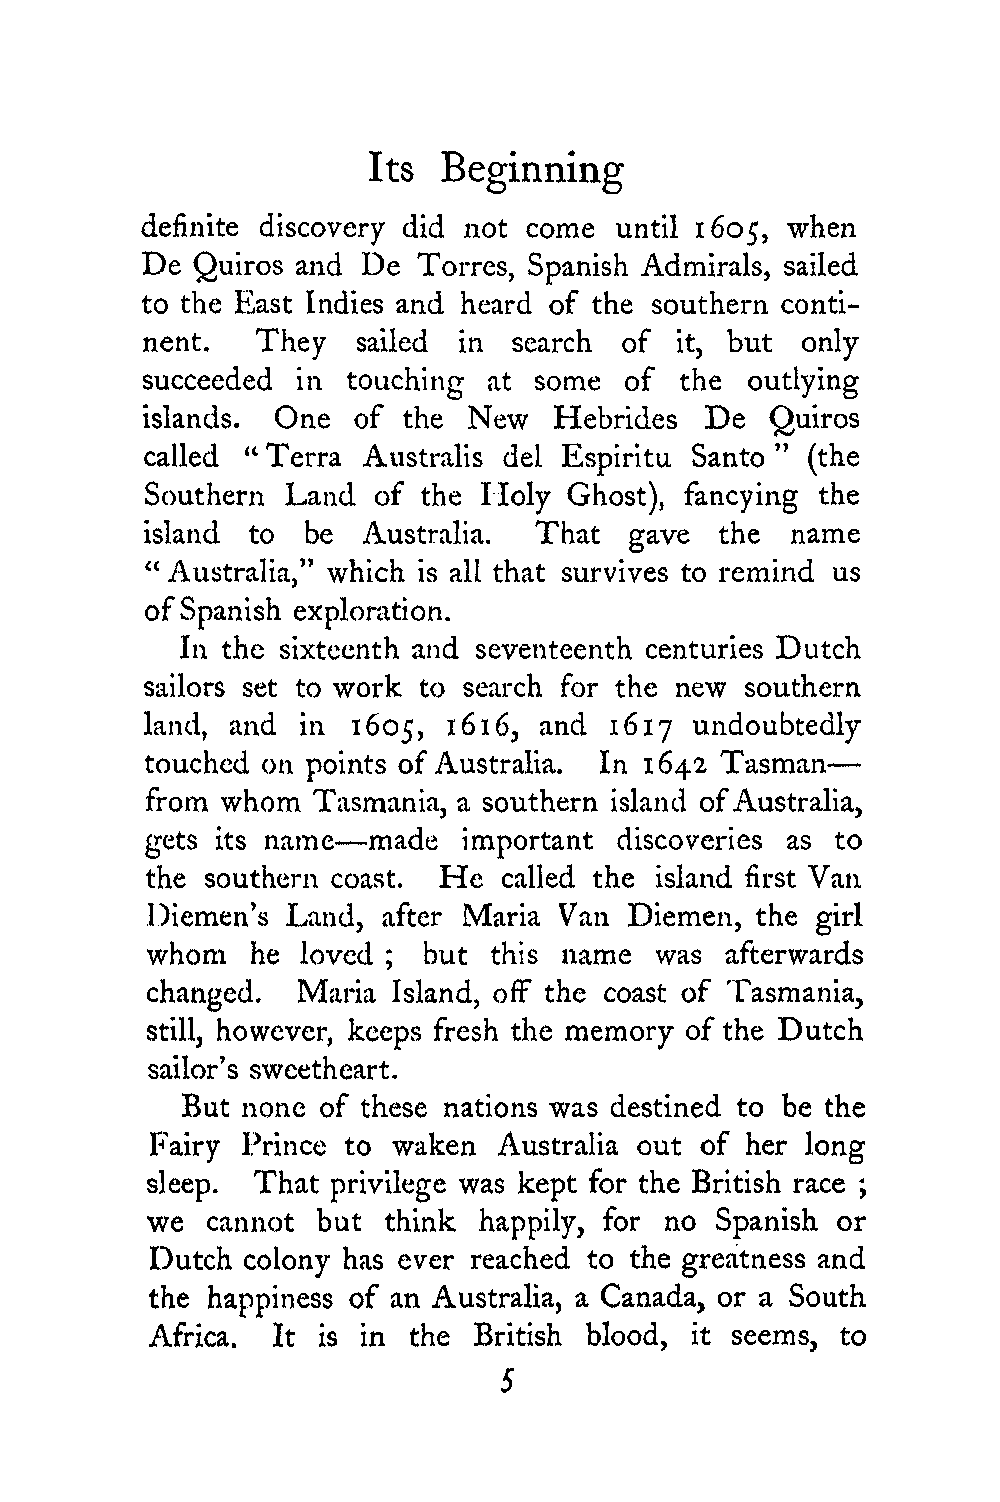 Its Beginning
definite discovery did not come until 1605, when
De Quiros and De Torres, Spanish Admirals, sailed
to the East Indies and heard of the southern conti-
nent. They sailed in search of it, but only
succeeded in touching at some of the outlying
islands. One of the New Hebrides De Quiros
called “Terra Australis del Espiritu Santo” (the
Southern Land of the Holy Ghost), fancying the
island to be Australia. That gave the name
“Australia,” which is all that survives to remind us
of Spanish exploration.
In the sixteenth and seventeenth centuries Dutch
sailors set to work to search for the new southern
land, and in 1605, 1616, and 1617 undoubtedly
touched on points of Australia. In 1642 Tasman—
from whom Tasmania, a southern island of Australia,
gets its name—made important discoveries as to
the southern coast. He called the island first Van
Diemen’s Land, after Maria Van Diemen, the girl
whom he loved ; but this name was afterwards
changed. Maria Island, off the coast of Tasmania,
still, however, keeps fresh the memory of the Dutch
sailor’s sweetheart.
But none of these nations was destined to be the
Fairy Prince to waken Australia out of her long
sleep. That privilege was kept for the British race ;
we cannot but think happily, for no Spanish or
Dutch colony has ever reached to the greatness and
the happiness of an Australia, a Canada, or a South
Africa. It is in the British blood, it seems, to
5